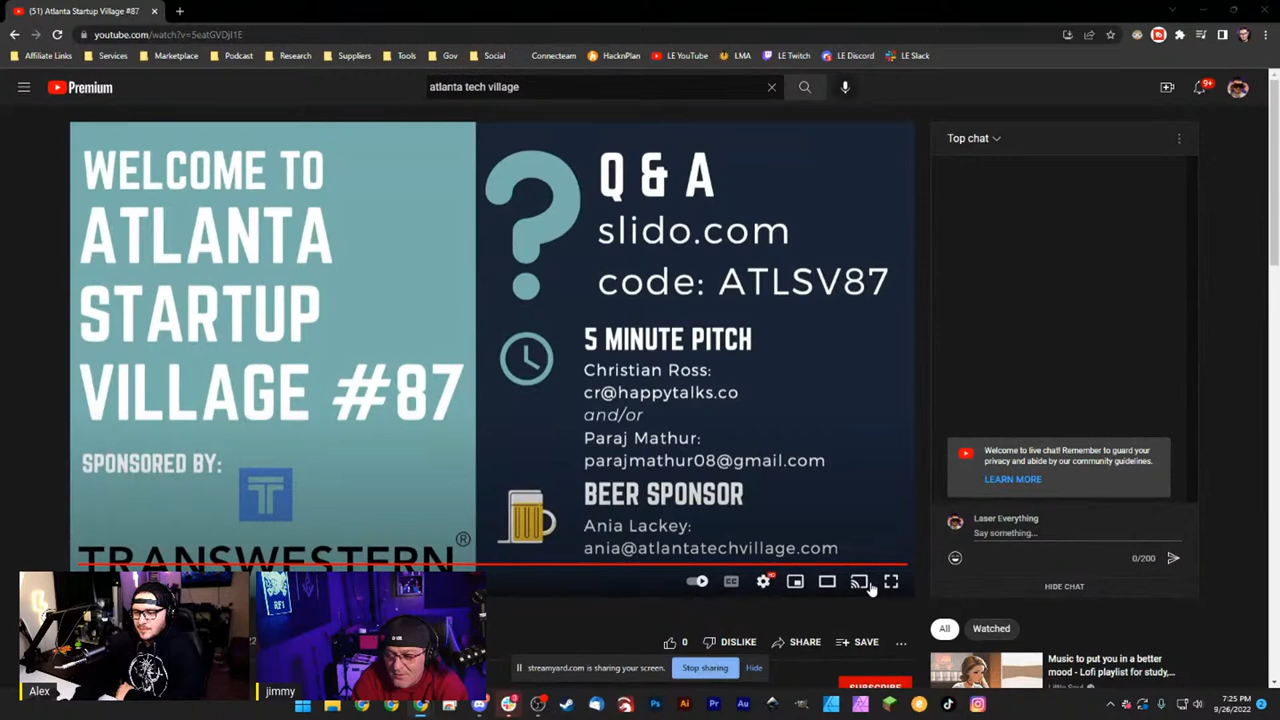 (51) Atlanta Startup Village #87
youtube.com/watch?v=5eatGVDjI1E
Affiliate Links
Services
Marketplace
Podcast
Research
Suppliers
Tools
Gov
Social
Connecteam
HacknPlan
LE YouTube
LMA
LE Twitch
LE Discord
LE Slack
Premium
atlanta tech village
9+
WELCOME TO
ATLANTA
STARTUP
VILLAGE #87
SPONSORED BY:
TRANSWESTERN®
Q & A
slido.com
code: ATLSV87
5 MINUTE PITCH
Christian Ross:
cr@happytalks.co
and/or
Paraj Mathur:
parajmathur08@gmail.com
BEER SPONSOR
Ania Lackey:
ania@atlantatechvillage.com
Top chat
Welcome to live chat! Remember to guard your
privacy and abide by our community guidelines.
LEARN MORE
Laser Everything
Say something...
0/200
HIDE CHAT
0
DISLIKE
SHARE
SAVE
streamyard.com is sharing your screen.
Stop sharing
Hide
SUBSCRIBE
All
Watched
Music to put you in a better
mood - Lofi playlist for study,...
Alex
jimmy
7:25 PM
9/26/2022